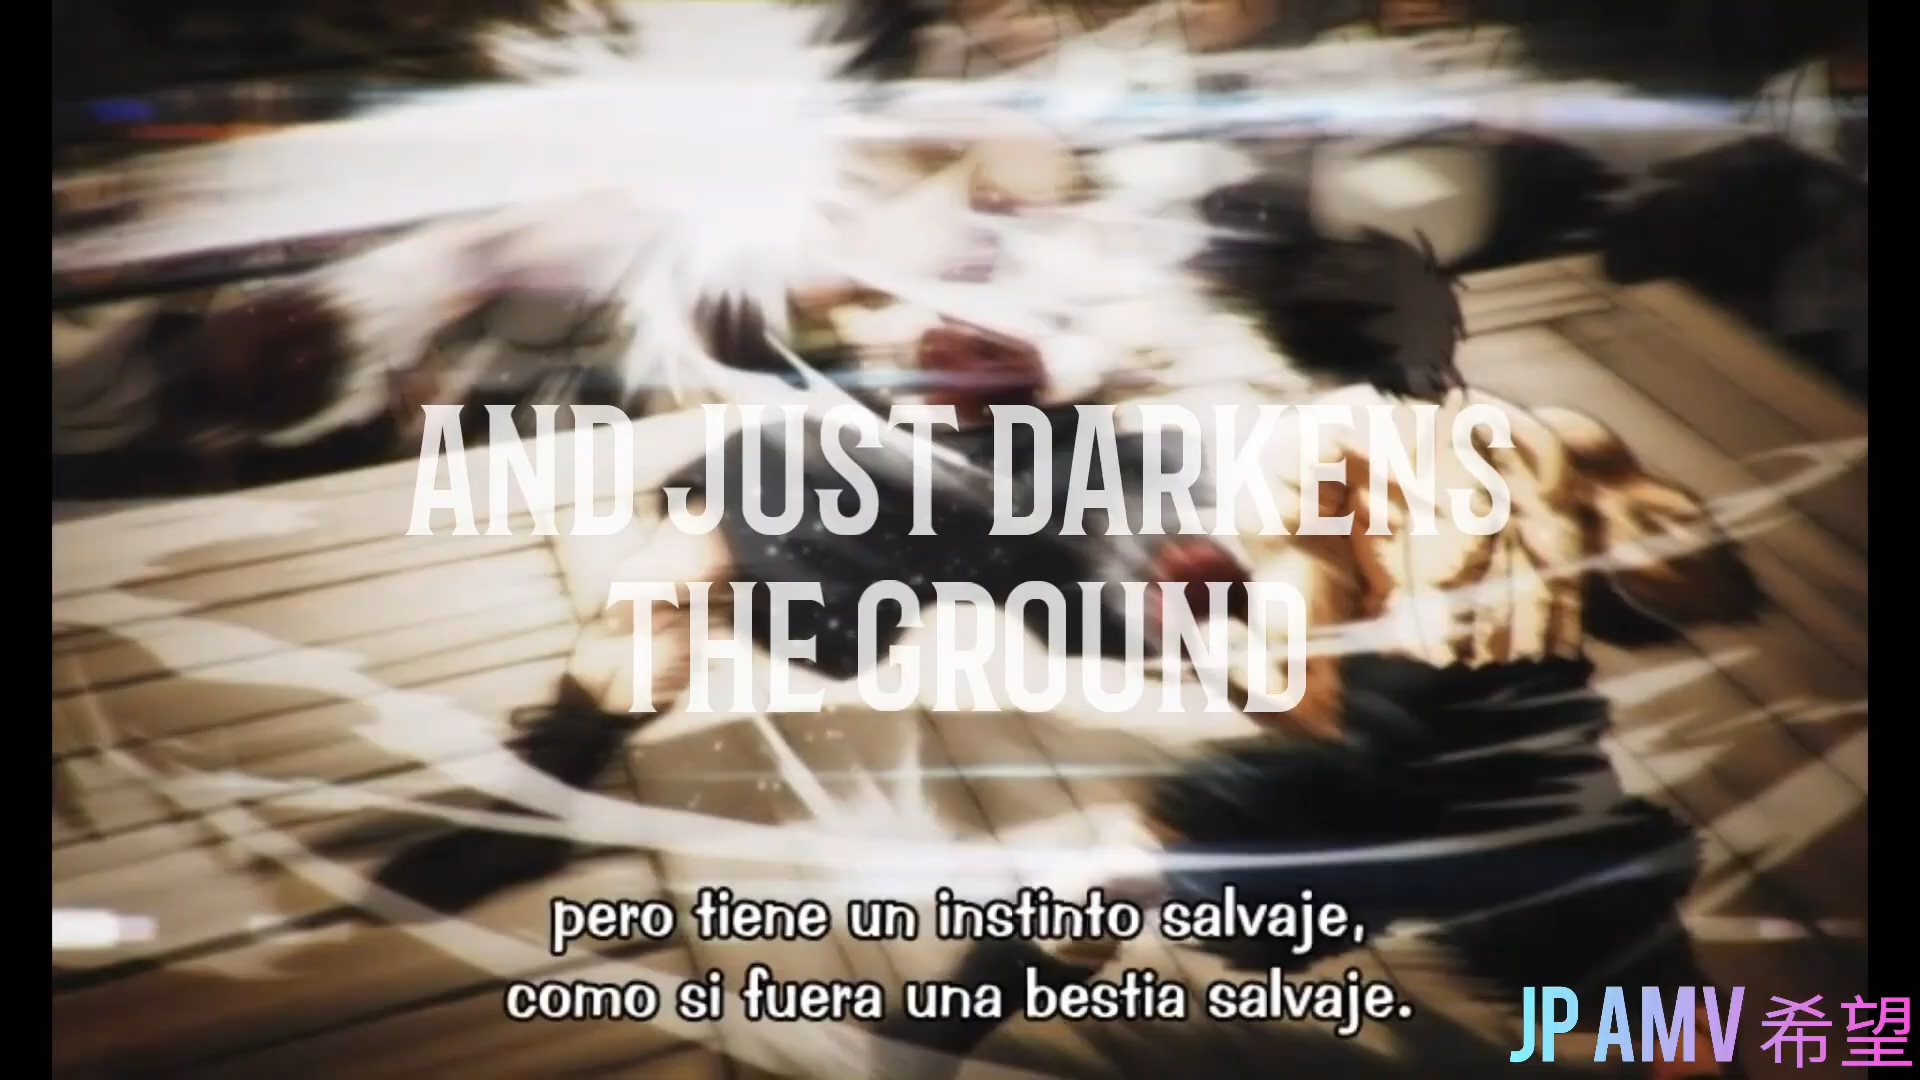 AND JUST DARKENS
THE GROUND
pero tiene un instinto salvaje,
como si fuera una bestia salvaje.
JP AMV 希望